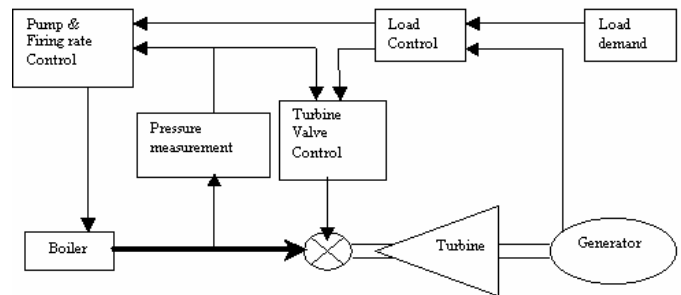 Pump &
Firing rate
Control
Load
Control
Load
demand
Pressure
measurement
Turbine
Valve
Control
Boiler
Turbine
Generator